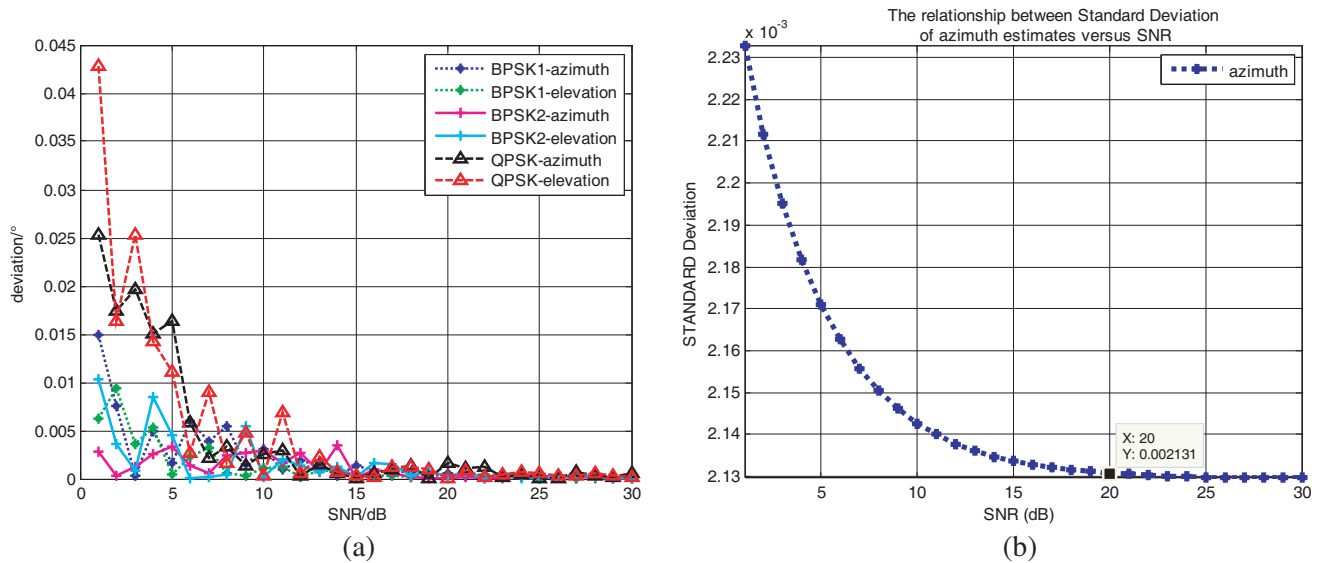 0.045
0.04
0.035
0.03
0.025
0.02
0.015
0.01
0.005
0
deviation/°
0 5 10 15 20 25 30
SNR/dB
BPSK1-azimuth
BPSK1-elevation
BPSK2-azimuth
BPSK2-elevation
QPSK-azimuth
QPSK-elevation
(a)
The relationship between Standard Deviation
of azimuth estimates versus SNR
x 10⁻³
2.23
2.22
2.21
2.2
2.19
2.18
2.17
2.16
2.15
2.14
2.13
STANDARD Deviation
azimuth
X: 20
Y: 0.002131
5 10 15 20 25 30
SNR (dB)
(b)